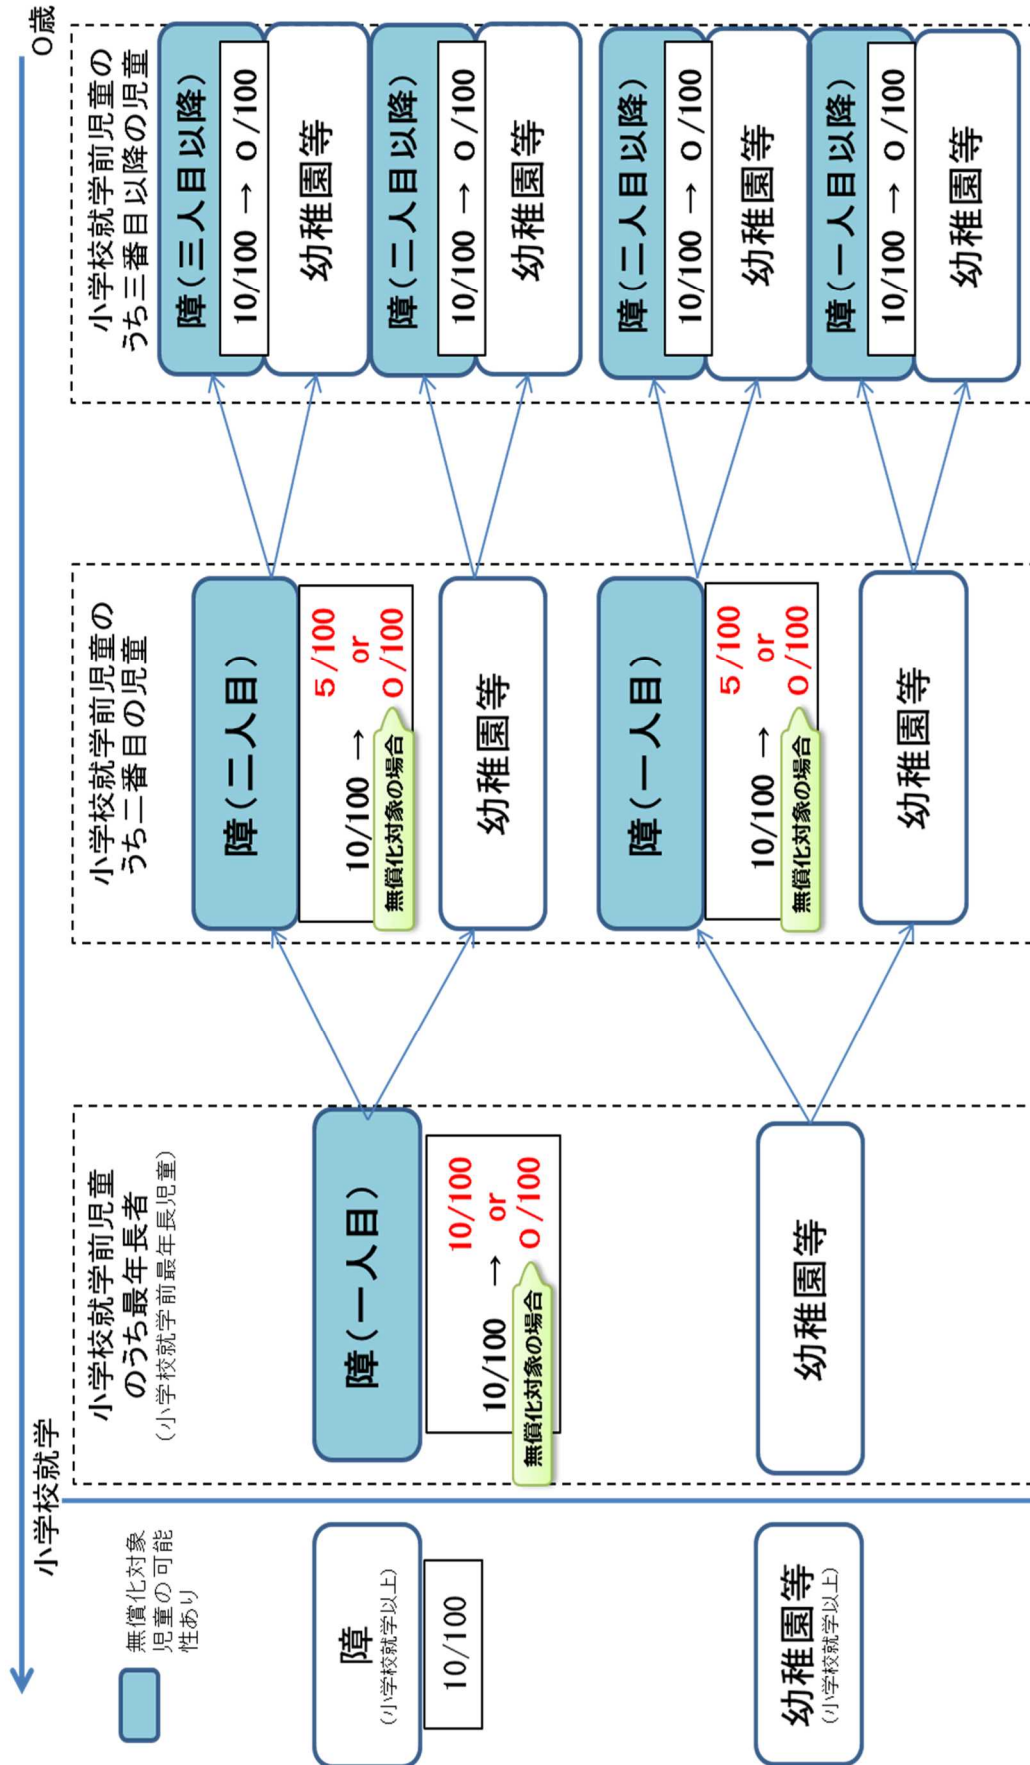 小学校就学
0歳
無償化対象
児童の可能
性あり
障
(小学校就学以上)
10/100
幼稚園等
(小学校就学以上)
小学校就学前児童
のうち最年長者
(小学校就学前最年長児童)
障(一人目)
10/100 →
10/100
or
0/100
無償化対象の場合
幼稚園等
小学校就学前児童の
うち二番目の児童
障(二人目)
10/100 →
5/100
or
0/100
無償化対象の場合
幼稚園等
障(一人目)
10/100 →
5/100
or
0/100
無償化対象の場合
幼稚園等
小学校就学前児童の
うち三番目以降の児童
障(三人目以降)
10/100 → 0/100
幼稚園等
障(二人目以降)
10/100 → 0/100
幼稚園等
障(二人目以降)
10/100 → 0/100
幼稚園等
障(一人目以降)
10/100 → 0/100
幼稚園等